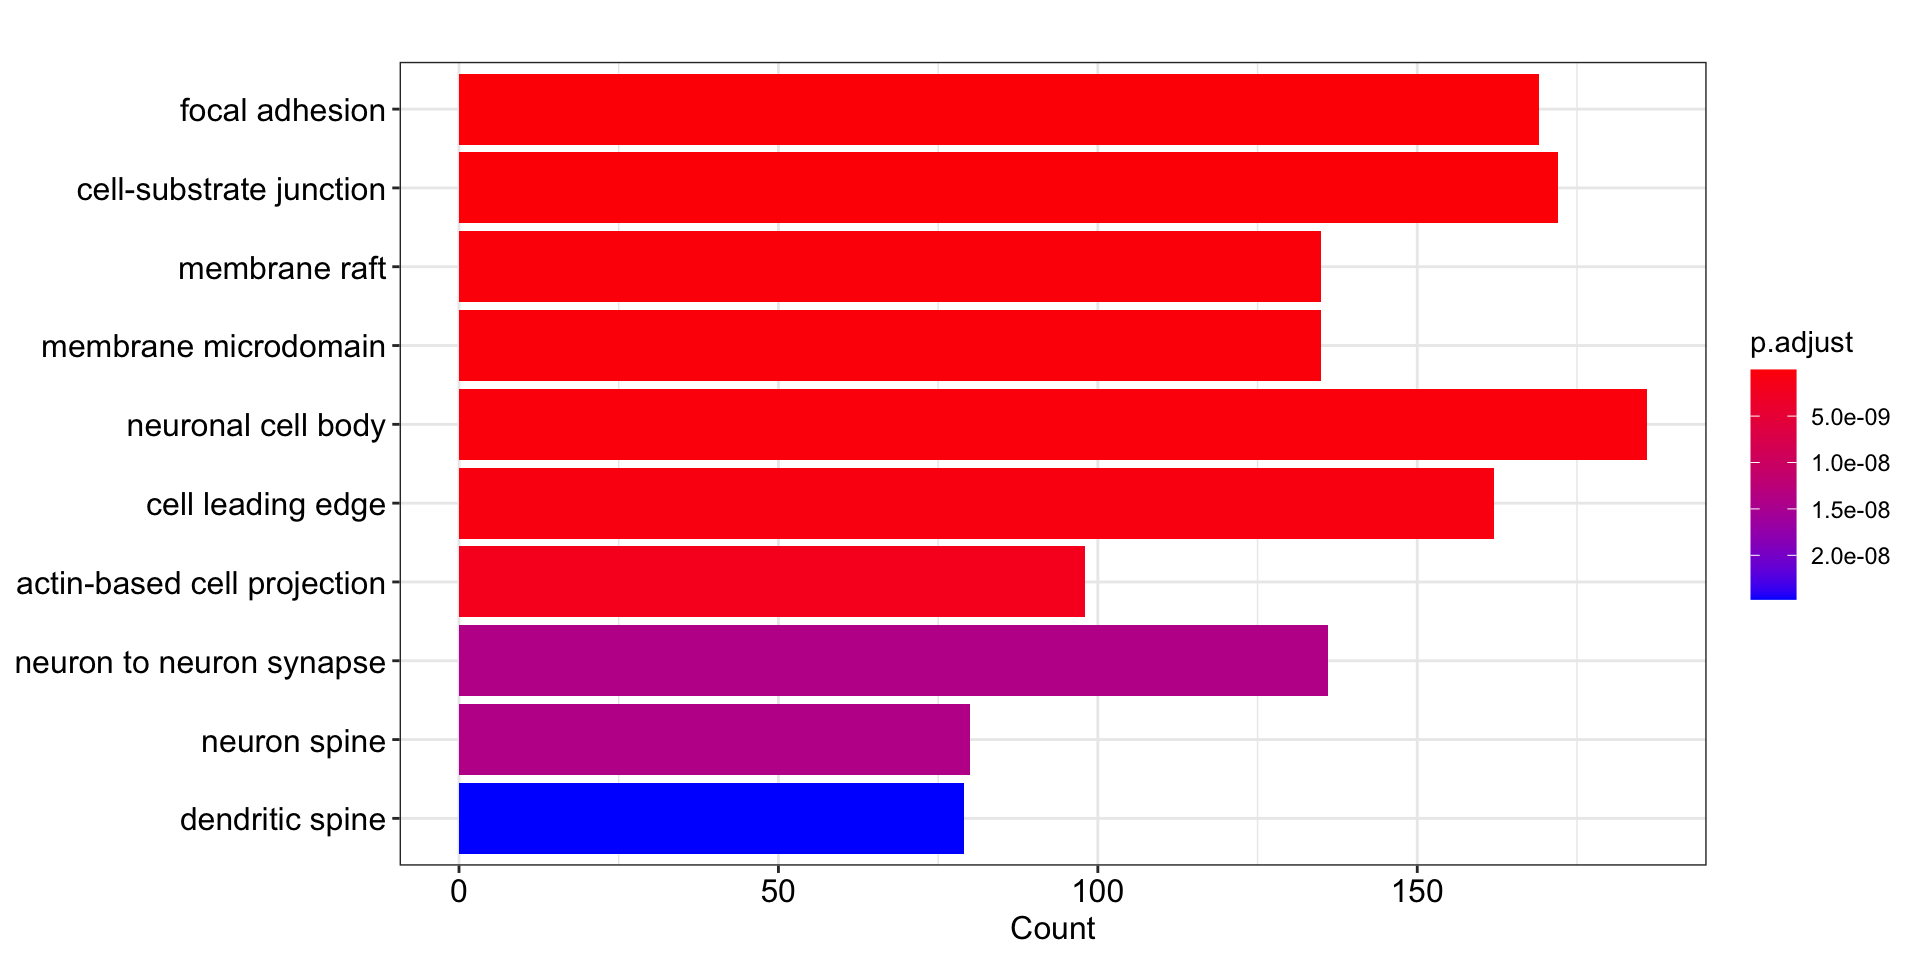 focal adhesion
cell-substrate junction
membrane raft
membrane microdomain
neuronal cell body
cell leading edge
actin-based cell projection
neuron to neuron synapse
neuron spine
dendritic spine
0 50 100 150
Count
p.adjust
5.0e-09
1.0e-08
1.5e-08
2.0e-08